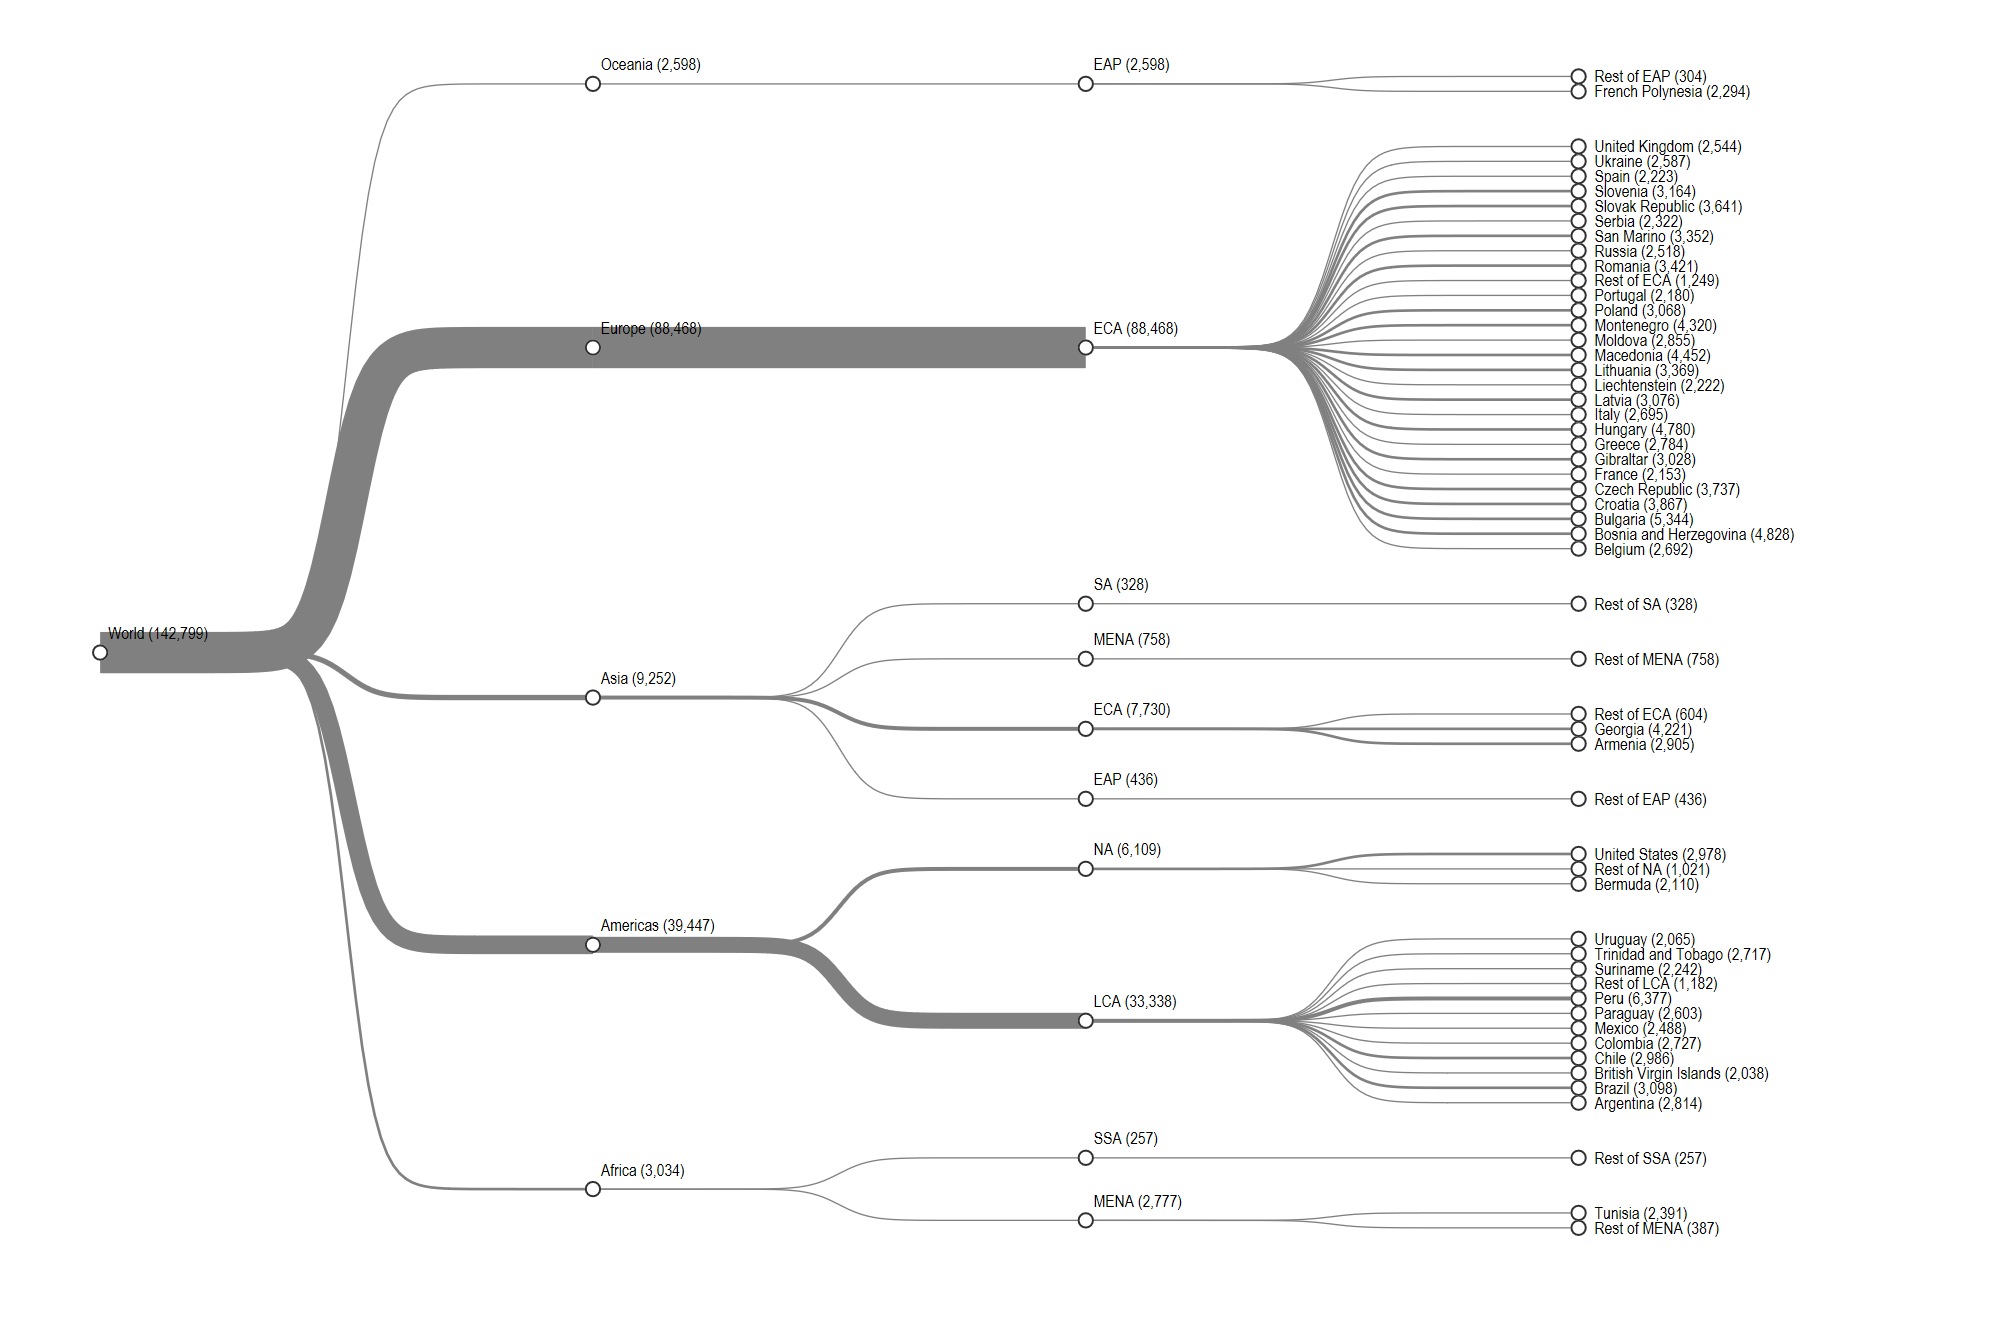 Oceania (2,598)
EAP (2,598)
Rest of EAP (304)
French Polynesia (2,294)
United Kingdom (2,544)
Ukraine (2,587)
Spain (2,223)
Slovenia (3,164)
Slovak Republic (3,641)
Serbia (2,322)
San Marino (3,352)
Russia (2,518)
Romania (3,421)
Rest of ECA (1,249)
Portugal (2,180)
Poland (3,068)
Europe (88,468)
ECA (88,468)
Montenegro (4,320)
Moldova (2,855)
Macedonia (4,452)
Lithuania (3,369)
Liechtenstein (2,222)
Latvia (3,076)
Italy (2,695)
Hungary (4,780)
Greece (2,784)
Gibraltar (3,028)
France (2,153)
Czech Republic (3,737)
Croatia (3,867)
Bulgaria (5,344)
Bosnia and Herzegovina (4,828)
Belgium (2,692)
SA (328)
Rest of SA (328)
World (142,799)
MENA (758)
Rest of MENA (758)
Asia (9,252)
ECA (7,730)
Rest of ECA (604)
Georgia (4,221)
Armenia (2,905)
EAP (436)
Rest of EAP (436)
NA (6,109)
United States (2,978)
Rest of NA (1,021)
Bermuda (2,110)
Americas (39,447)
Uruguay (2,065)
Trinidad and Tobago (2,717)
Suriname (2,242)
Rest of LCA (1,182)
LCA (33,338)
Peru (6,377)
Paraguay (2,603)
Mexico (2,488)
Colombia (2,727)
Chile (2,986)
British Virgin Islands (2,038)
Brazil (3,098)
Argentina (2,814)
SSA (257)
Rest of SSA (257)
Africa (3,034)
MENA (2,777)
Tunisia (2,391)
Rest of MENA (387)